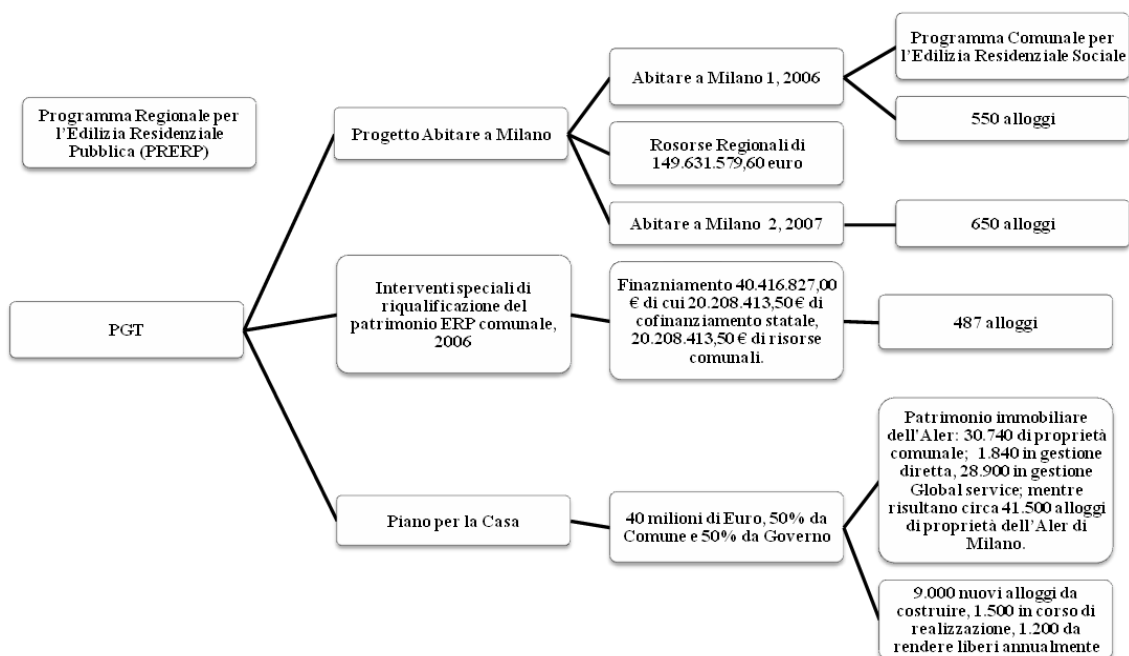 Programma Regionale per
l'Edilizia Residenziale
Pubblica (PRERP)
PGT
Progetto Abitare a Milano
Abitare a Milano 1, 2006
Programma Comunale per
l'Edilizia Residenziale Sociale
550 alloggi
Rosorse Regionali di
149.631.579,60 euro
Abitare a Milano 2, 2007
650 alloggi
Interventi speciali di
riqualificazione del
patrimonio ERP comunale,
2006
Finazniamento 40.416.827,00
€ di cui 20.208.413,50 € di
cofinanziamento statale,
20.208.413,50 € di risorse
comunali.
487 alloggi
Piano per la Casa
40 milioni di Euro, 50% da
Comune e 50% da Governo
Patrimonio immobiliare
dell'Aler: 30.740 di proprietà
comunale; 1.840 in gestione
diretta, 28.900 in gestione
Global service; mentre
risultano circa 41.500 alloggi
di proprietà dell'Aler di
Milano.
9.000 nuovi alloggi da
costruire, 1.500 in corso di
realizzazione, 1.200 da
rendere liberi annualmente